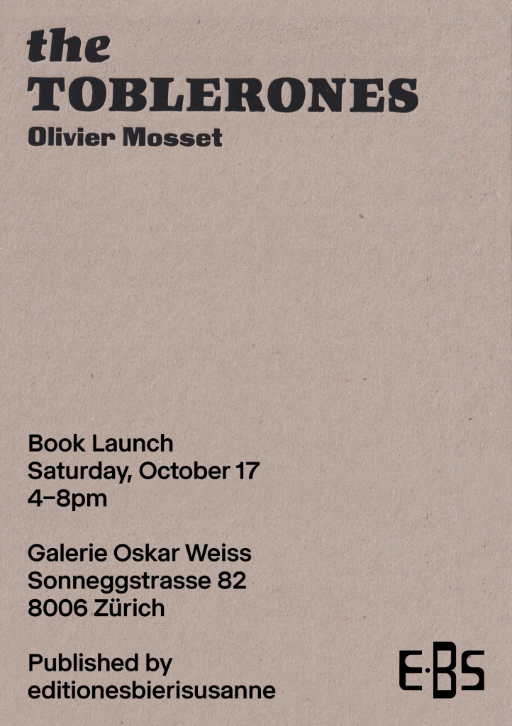 the
TOBLERONES
Olivier Mosset
Book Launch
Saturday, October 17
4–8pm
Galerie Oskar Weiss
Sonneggstrasse 82
8006 Zürich
Published by
editionesbierisusanne
E·BS